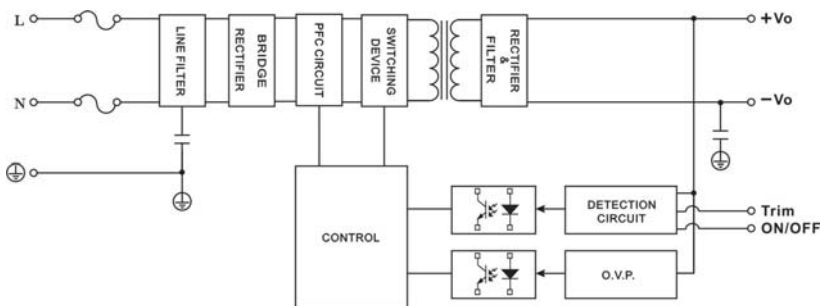 L
LINE FILTER
BRIDGE
RECTIFIER
PFC CIRCUIT
SWITCHING
DEVICE
RECTIFIER
&
FILTER
+Vo
N
−Vo
CONTROL
DETECTION
CIRCUIT
Trim
ON/OFF
O.V.P.